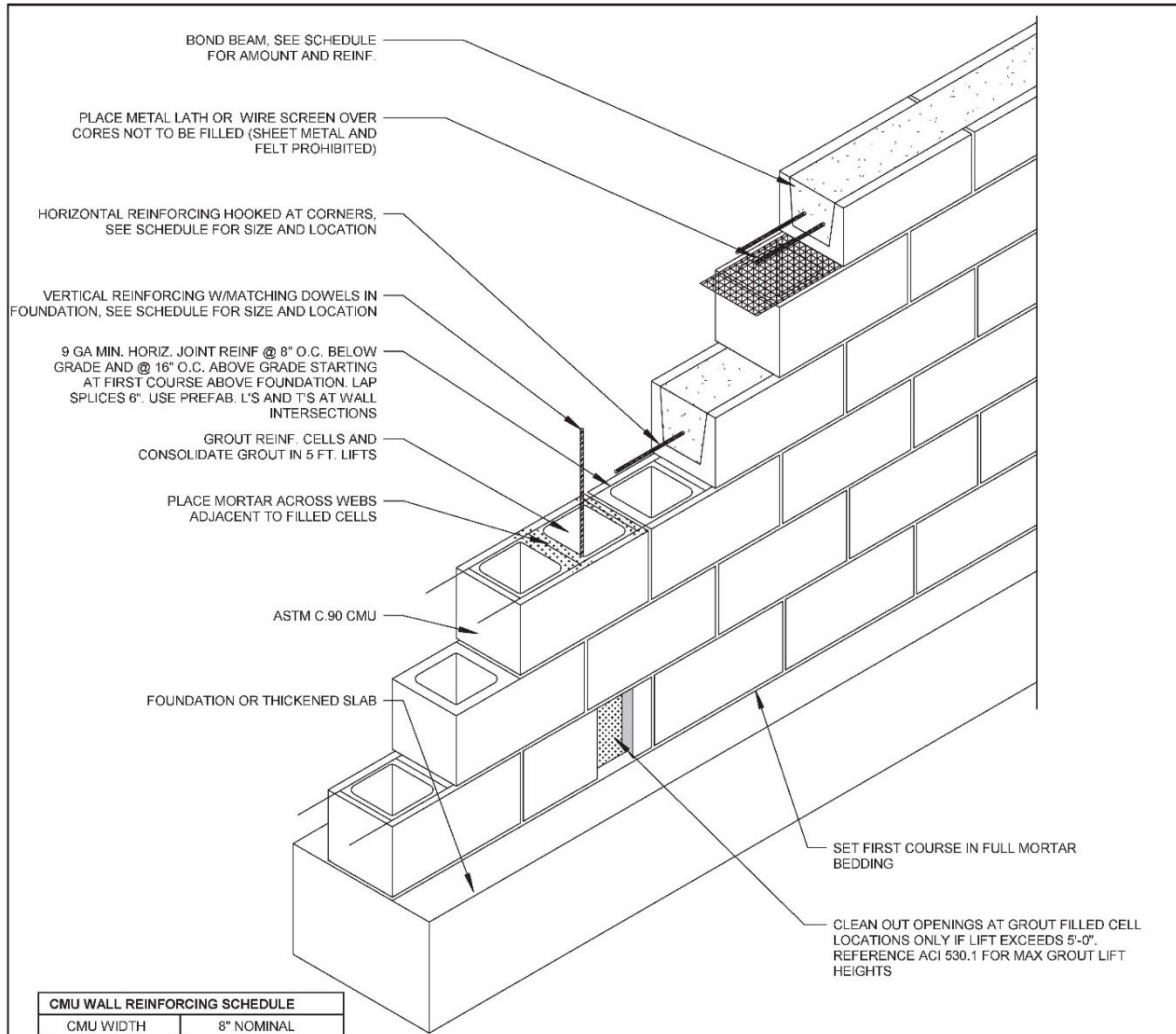 BOND BEAM, SEE SCHEDULE
FOR AMOUNT AND REINF.
PLACE METAL LATH OR WIRE SCREEN OVER
CORES NOT TO BE FILLED (SHEET METAL AND
FELT PROHIBITED)
HORIZONTAL REINFORCING HOOKED AT CORNERS,
SEE SCHEDULE FOR SIZE AND LOCATION
VERTICAL REINFORCING W/MATCHING DOWELS IN
FOUNDATION, SEE SCHEDULE FOR SIZE AND LOCATION
9 GA MIN. HORIZ. JOINT REINF @ 8" O.C. BELOW
GRADE AND @ 16" O.C. ABOVE GRADE STARTING
AT FIRST COURSE ABOVE FOUNDATION. LAP
SPLICES 6". USE PREFAB. L'S AND T'S AT WALL
INTERSECTIONS
GROUT REINF. CELLS AND
CONSOLIDATE GROUT IN 5 FT. LIFTS
PLACE MORTAR ACROSS WEBS
ADJACENT TO FILLED CELLS
ASTM C.90 CMU
FOUNDATION OR THICKENED SLAB
SET FIRST COURSE IN FULL MORTAR
BEDDING
CLEAN OUT OPENINGS AT GROUT FILLED CELL
LOCATIONS ONLY IF LIFT EXCEEDS 5'-0".
REFERENCE ACI 530.1 FOR MAX GROUT LIFT
HEIGHTS
CMU WALL REINFORCING SCHEDULE
CMU WIDTH 8" NOMINAL